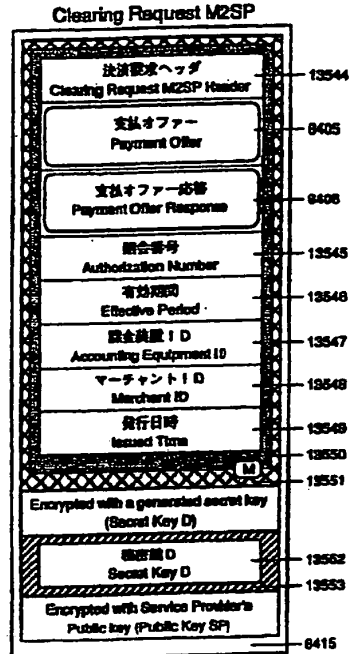 Clearing Request M2SP
決済要求ヘッダ
Clearing Request M2SP Header
13544
支払オファー
Payment Offer
6405
支払オファー応答
Payment Offer Response
6406
照会番号
Authorization Number
13545
有効期間
Effective Period
13546
課金装置ID
Accounting Equipment ID
13547
マーチャントID
Merchant ID
13548
発行日時
Issued Time
13549
13550
M
13551
Encrypted with a generated secret key
(Secret Key D)
秘密鍵D
Secret Key D
13552
13553
Encrypted with Service Provider's
Public key (Public Key SP)
6415